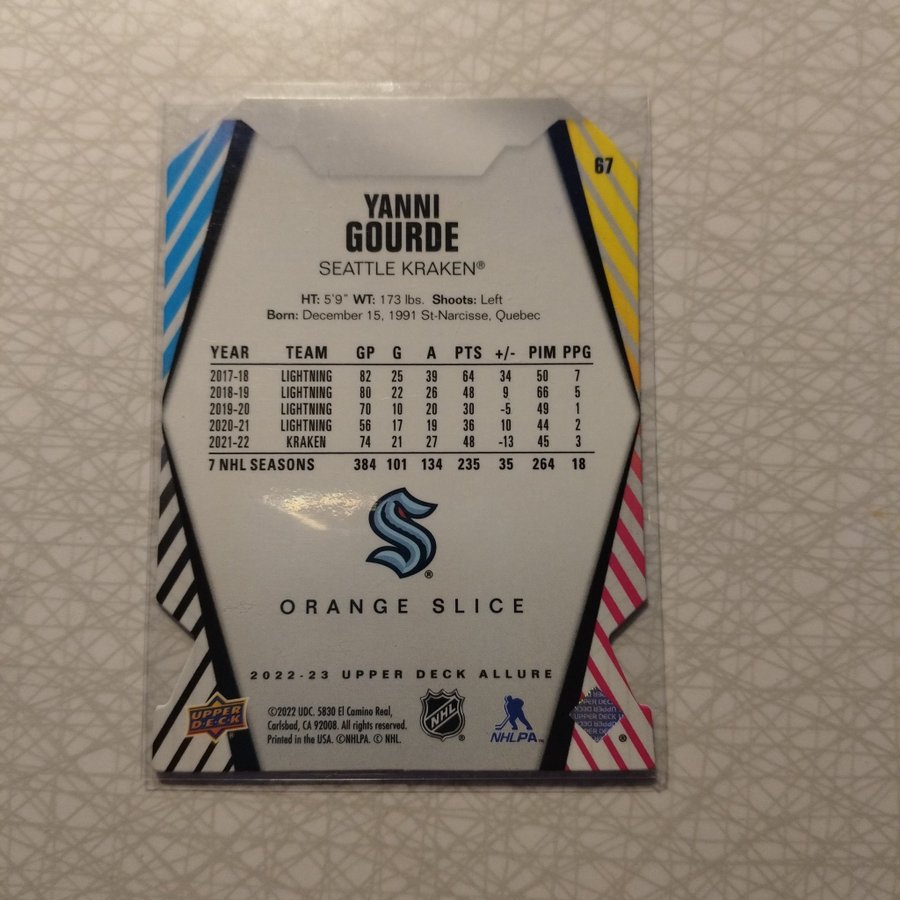 67
YANNI
GOURDE
SEATTLE KRAKEN®
HT: 5'9" WT: 173 lbs. Shoots: Left
Born: December 15, 1991 St-Narcisse, Quebec
YEAR TEAM GP G A PTS +/- PIM PPG
2017-18 LIGHTNING 82 25 39 64 34 50 7
2018-19 LIGHTNING 80 22 26 48 9 66 5
2019-20 LIGHTNING 70 10 20 30 -5 49 1
2020-21 LIGHTNING 56 17 19 36 10 44 2
2021-22 KRAKEN 74 21 27 48 -13 45 3
7 NHL SEASONS 384 101 134 235 35 264 18
®
ORANGE SLICE
2022-23 UPPER DECK ALLURE
UPPER
DECK
©2022 UDC. 5830 El Camino Real,
Carlsbad, CA 92008. All rights reserved.
Printed in the USA. ©NHLPA. © NHL.
NHL
®
NHLPA™
UPPER DECK
®